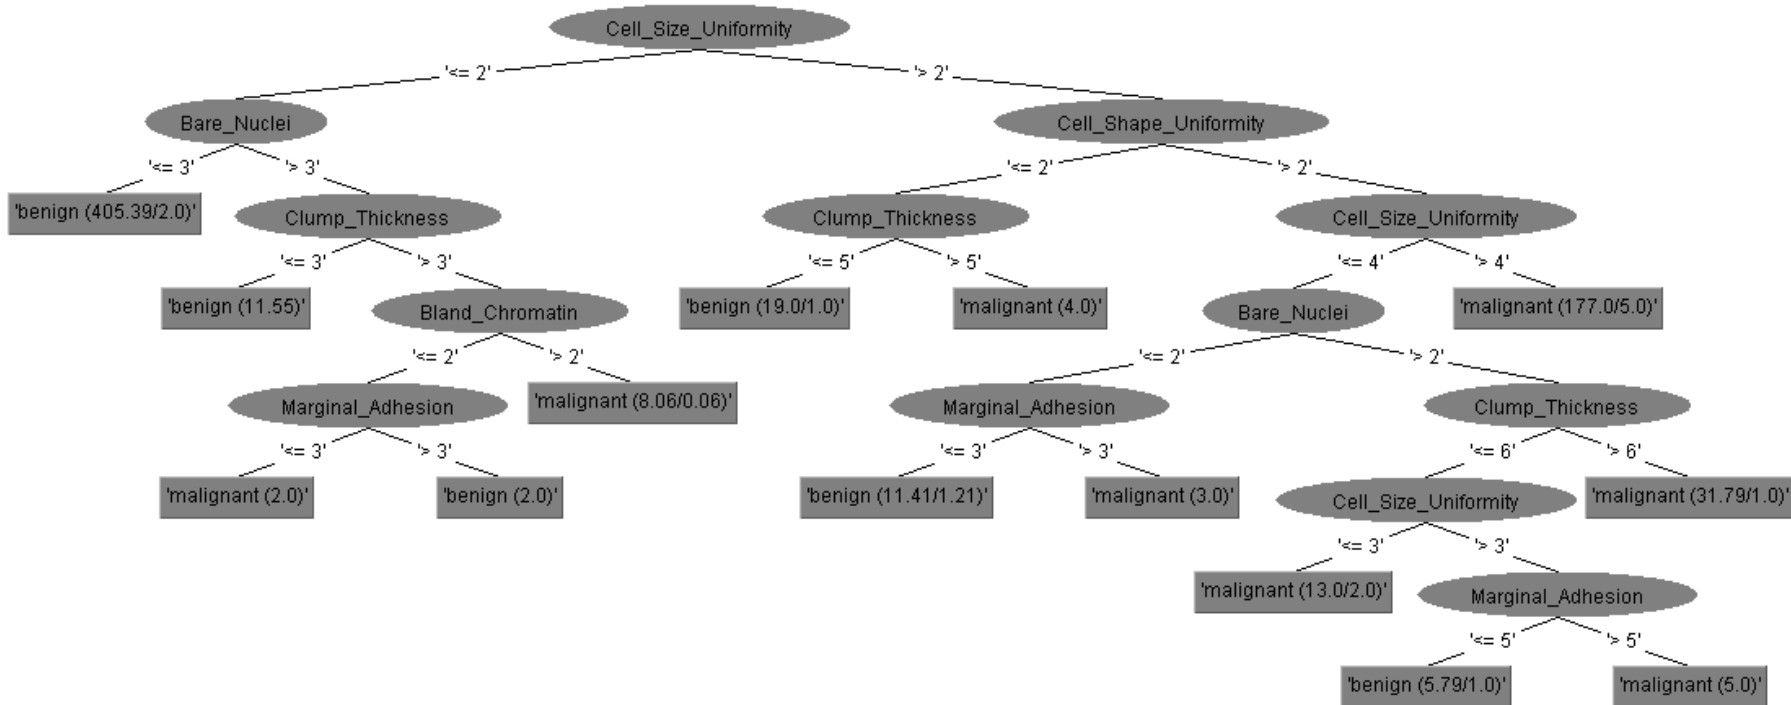 Cell_Size_Uniformity
'<= 2' '> 2'
Bare_Nuclei Cell_Shape_Uniformity
'<= 3' '> 3' '<= 2' '> 2'
'benign (405.39/2.0)' Clump_Thickness Clump_Thickness Cell_Size_Uniformity
'<= 3' '> 3' '<= 5' '> 5' '<= 4' '> 4'
'benign (11.55)' Bland_Chromatin 'benign (19.0/1.0)' 'malignant (4.0)' Bare_Nuclei 'malignant (177.0/5.0)'
'<= 2' '> 2' '<= 2' '> 2'
Marginal_Adhesion 'malignant (8.06/0.06)' Marginal_Adhesion Clump_Thickness
'<= 3' '> 3' '<= 3' '> 3' '<= 6' '> 6'
'malignant (2.0)' 'benign (2.0)' 'benign (11.41/1.21)' 'malignant (3.0)' Cell_Size_Uniformity 'malignant (31.79/1.0)'
'<= 3' '> 3'
'malignant (13.0/2.0)' Marginal_Adhesion
'<= 5' '> 5'
'benign (5.79/1.0)' 'malignant (5.0)'